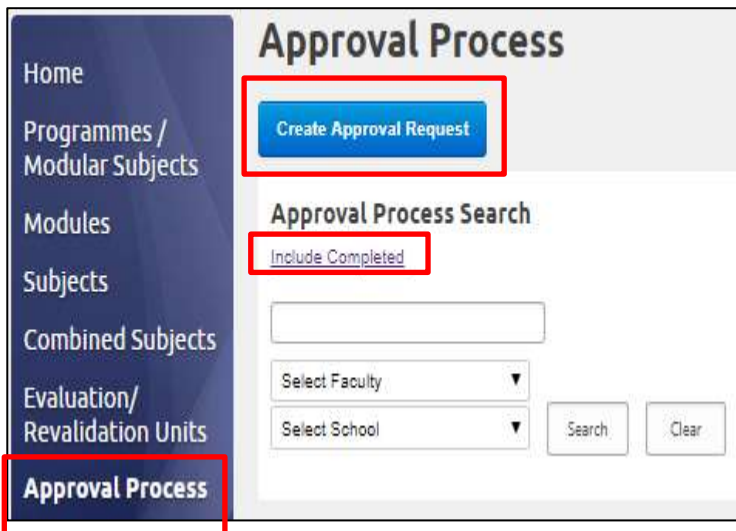 Home
Programmes /
Modular Subjects
Modules
Subjects
Combined Subjects
Evaluation/
Revalidation Units
Approval Process
Approval Process
Create Approval Request
Approval Process Search
Include Completed
Select Faculty
Select School
Search
Clear